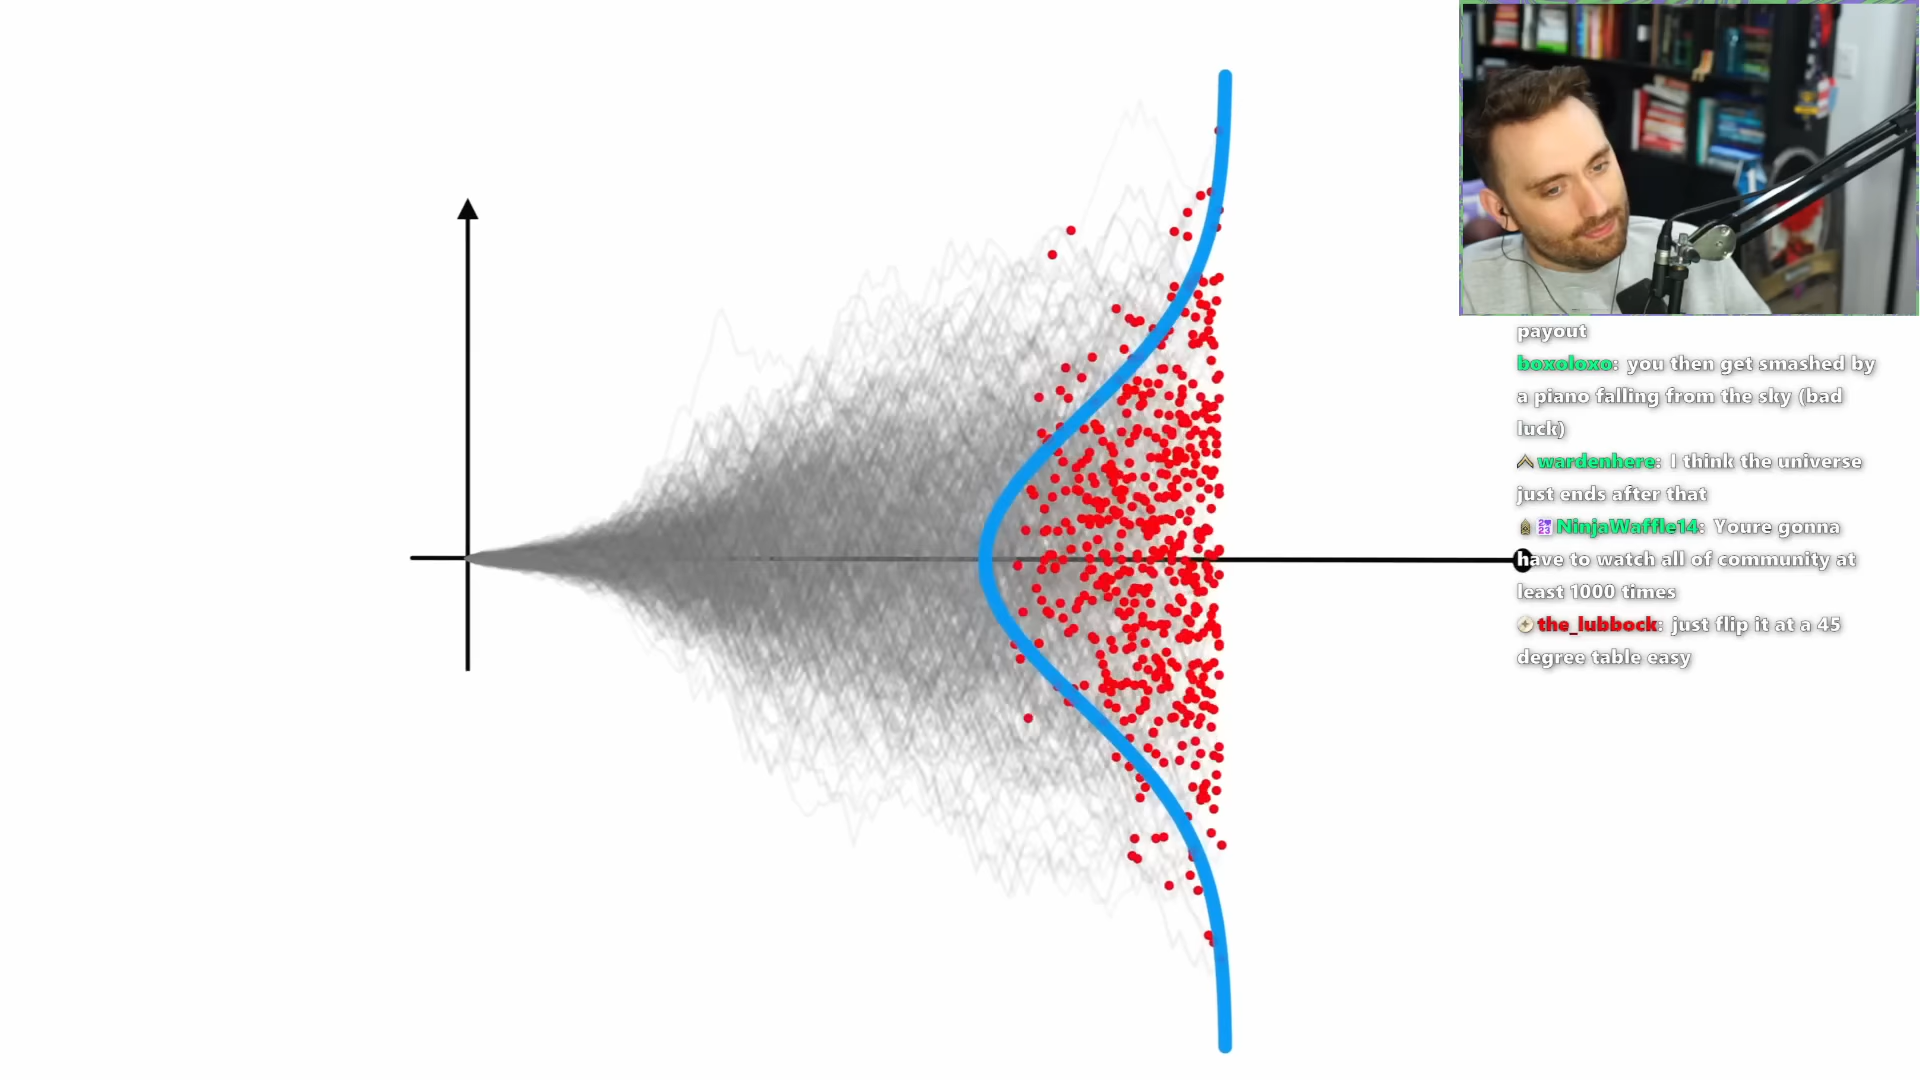 payout
boxoloxo: you then get smashed by
a piano falling from the sky (bad
luck)
wardenhere: I think the universe
just ends after that
2023 NinjaWaffle14: Youre gonna
have to watch all of community at
least 1000 times
the_lubbock: just flip it at a 45
degree table easy